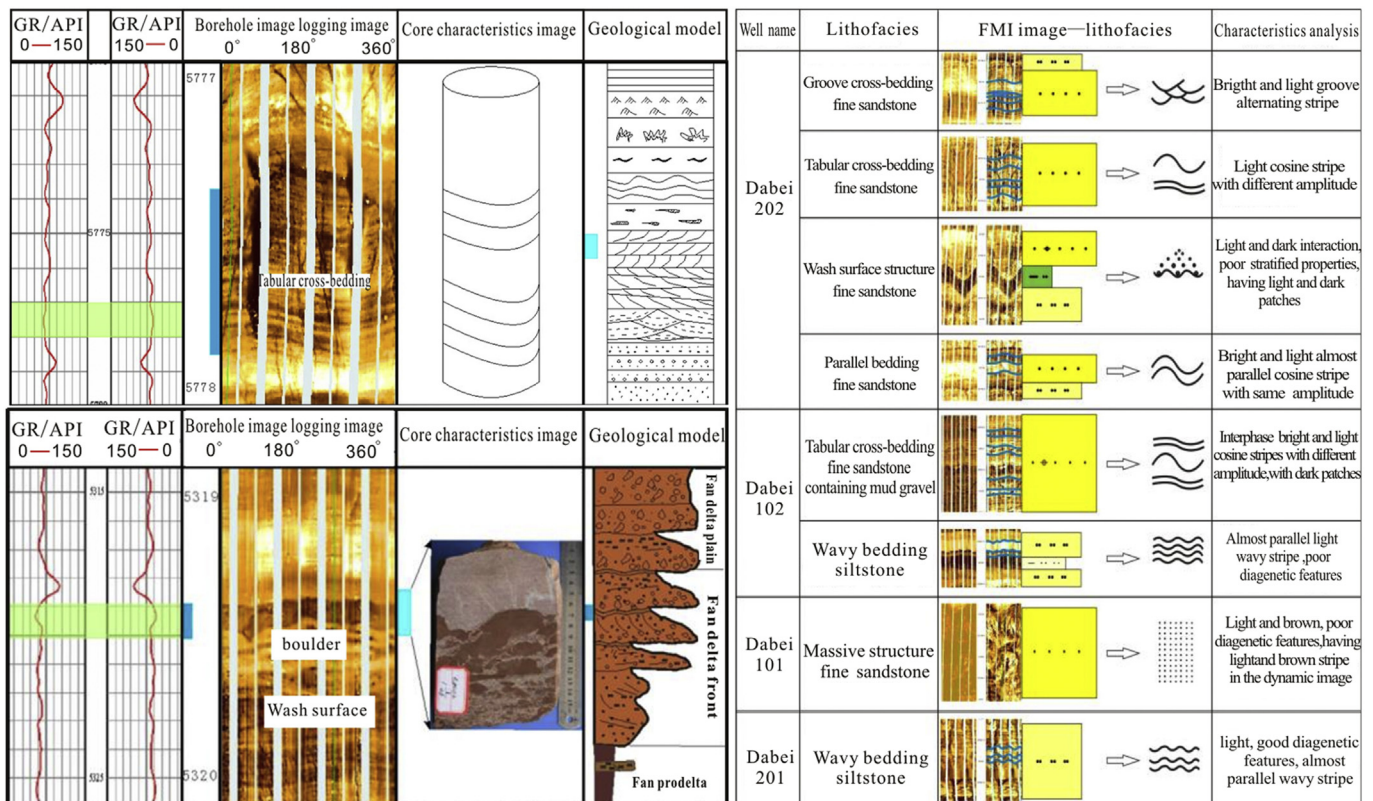 GR/API
0—150
GR/API
150—0
Borehole image logging image
0° 180° 360°
Core characteristics image
Geological model
5777
5775
Tabular cross-bedding
5778
GR/API
0—150
GR/API
150—0
Borehole image logging image
0° 180° 360°
Core characteristics image
Geological model
5315
5319
boulder
Wash surface
5320
5325
Fan delta plain
Fan delta front
Fan prodelta
Well name
Lithofacies
FMI image—lithofacies
Characteristics analysis
Dabei
202
Groove cross-bedding
fine sandstone
Brigtht and light groove
alternating stripe
Tabular cross-bedding
fine sandstone
Light cosine stripe
with different amplitude
Wash surface structure
fine sandstone
Light and dark interaction,
poor stratified properties,
having light and dark
patches
Parallel bedding
fine sandstone
Bright and light almost
parallel cosine stripe
with same amplitude
Dabei
102
Tabular cross-bedding
fine sandstone
containing mud gravel
Interphase bright and light
cosine stripes with different
amplitude,with dark patches
Wavy bedding
siltstone
Almost parallel light
wavy stripe ,poor
diagenetic features
Dabei
101
Massive structure
fine sandstone
Light and brown, poor
diagenetic features,having
lightand brown stripe
in the dynamic image
Dabei
201
Wavy bedding
siltstone
light, good diagenetic
features, almost
parallel wavy stripe